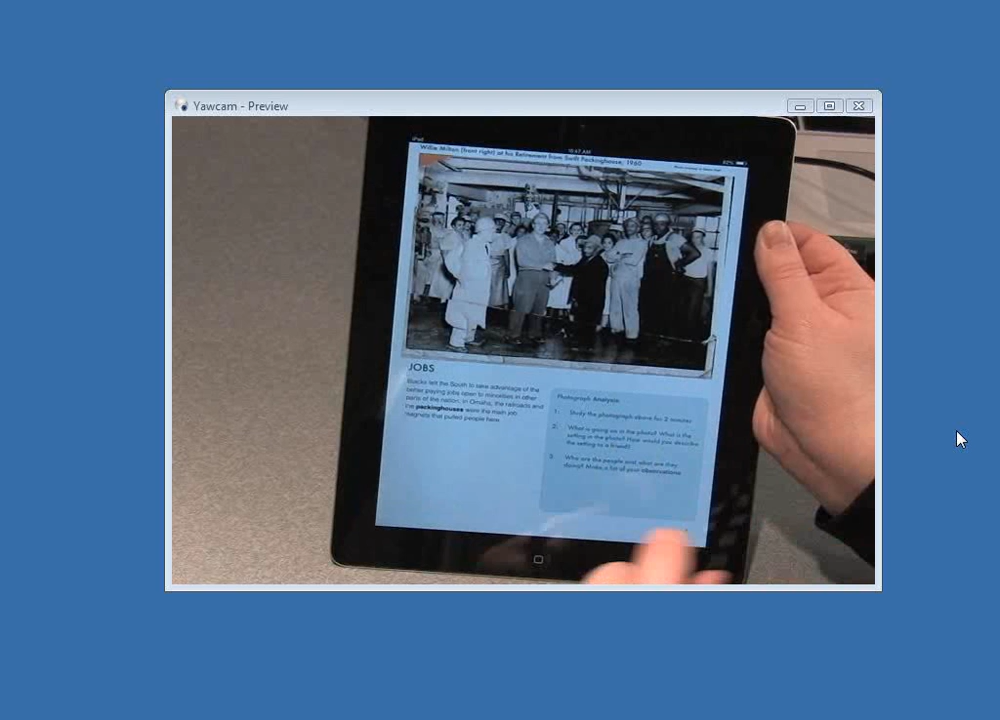 Yawcam - Preview
iPad
10:47 AM
82%
Willie Milton (front right) at his Retirement from Swift Packinghouse, 1960
JOBS
Blacks left the South to take advantage of the
better paying jobs open to minorities in other
parts of the nation. In Omaha, the railroads and
the packinghouses were the main job
magnets that pulled people here.
Photograph Analysis:
1. Study the photograph above for 2 minutes
2. What is going on in the photo? What is the
setting in the photo? How would you describe
the setting to a friend?
3. Who are the people and what are they
doing? Make a list of your observations